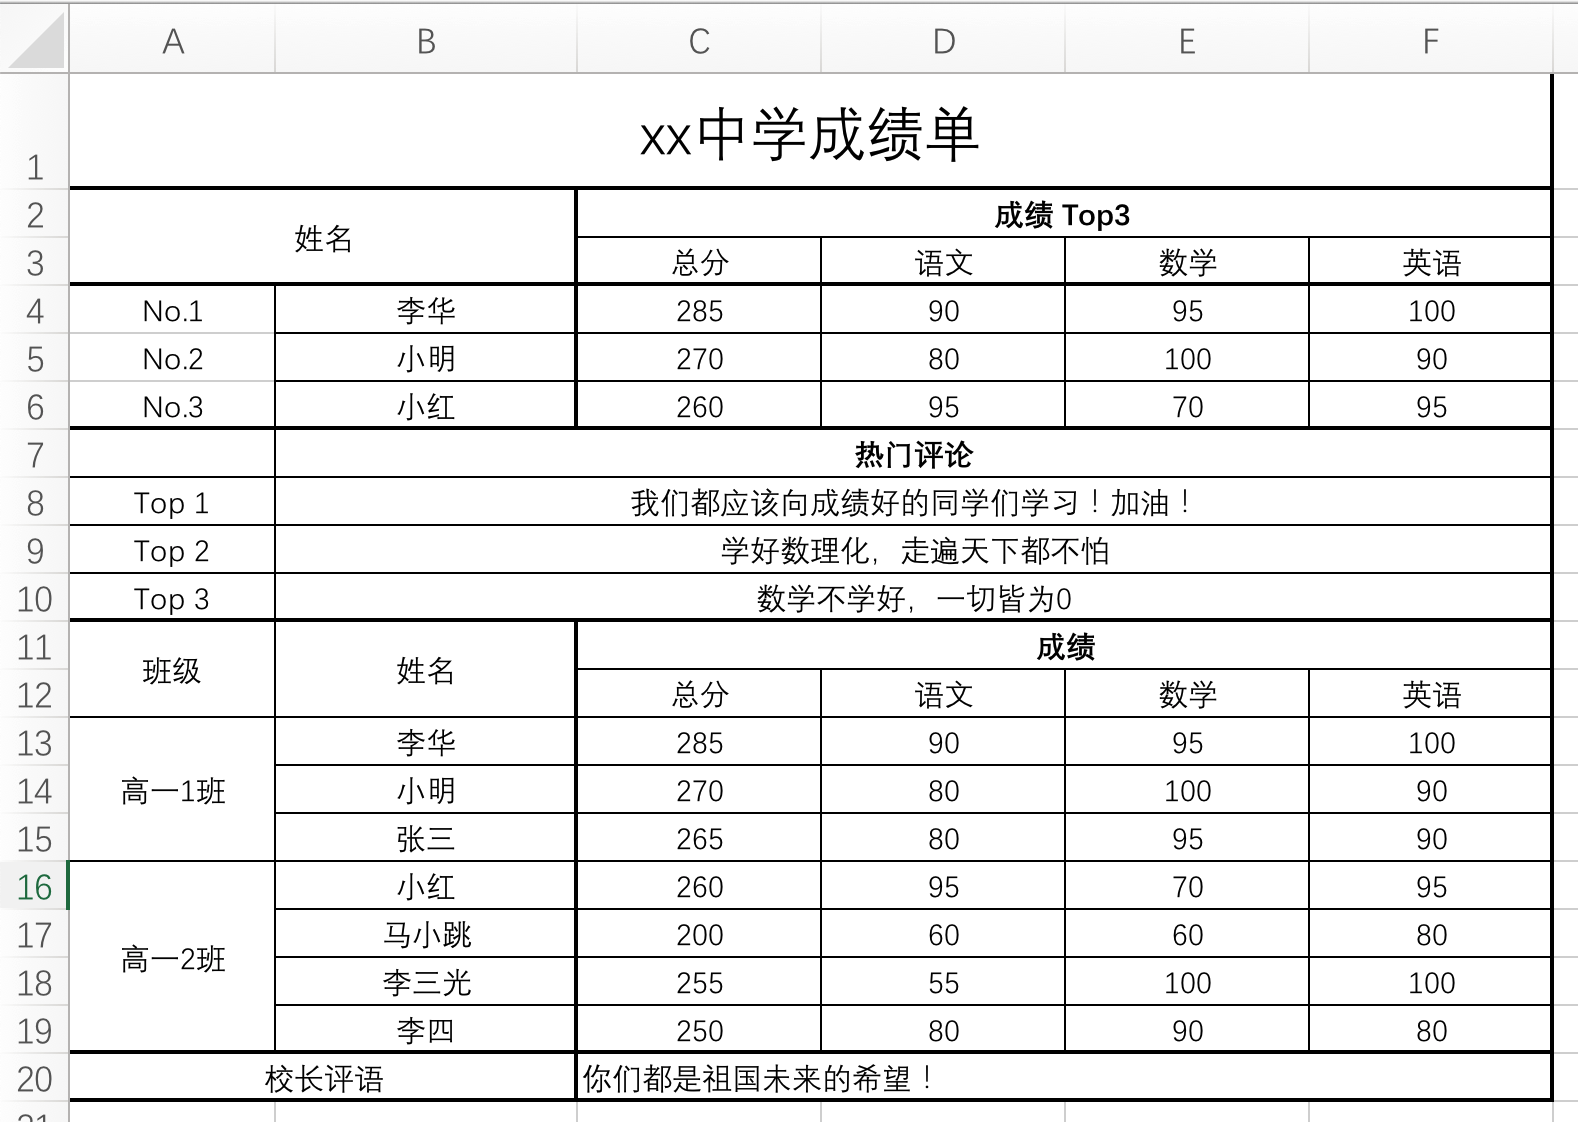 A B C D E F
1 xx中学成绩单
2 姓名 成绩 Top3
3 总分 语文 数学 英语
4 No.1 李华 285 90 95 100
5 No.2 小明 270 80 100 90
6 No.3 小红 260 95 70 95
7 热门评论
8 Top 1 我们都应该向成绩好的同学们学习！加油！
9 Top 2 学好数理化，走遍天下都不怕
10 Top 3 数学不学好，一切皆为0
11 班级 姓名 成绩
12 总分 语文 数学 英语
13 李华 285 90 95 100
14 高一1班 小明 270 80 100 90
15 张三 265 80 95 90
16 小红 260 95 70 95
17 高一2班 马小跳 200 60 60 80
18 李三光 255 55 100 100
19 李四 250 80 90 80
20 校长评语 你们都是祖国未来的希望！